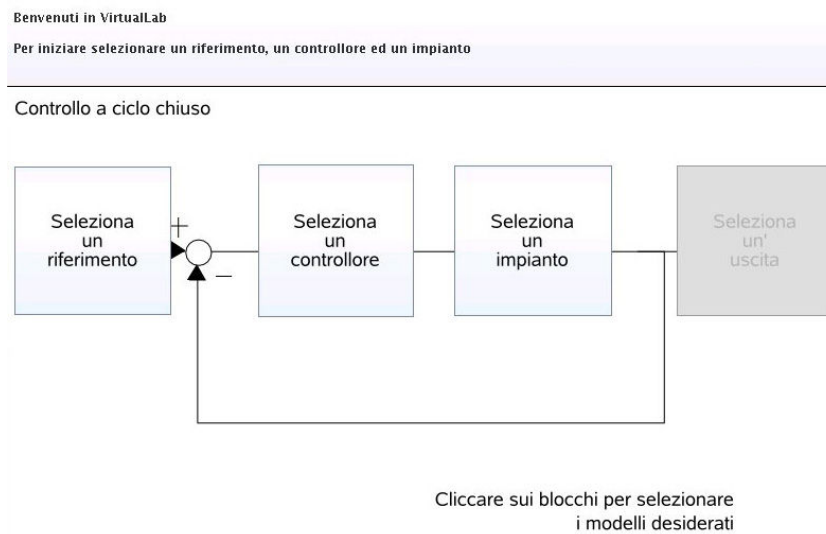 Benvenuti in VirtualLab
Per iniziare selezionare un riferimento, un controllore ed un impianto
Controllo a ciclo chiuso
Seleziona
un
riferimento
+
−
Seleziona
un
controllore
Seleziona
un
impianto
Seleziona
un'
uscita
Cliccare sui blocchi per selezionare
i modelli desiderati